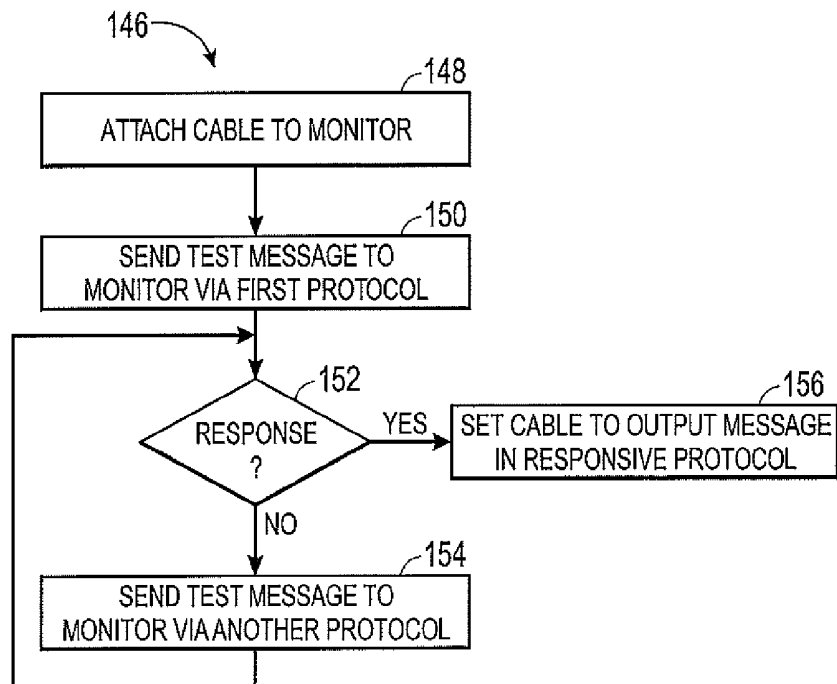 146
148
ATTACH CABLE TO MONITOR
150
SEND TEST MESSAGE TO
MONITOR VIA FIRST PROTOCOL
152
RESPONSE
?
YES
156
SET CABLE TO OUTPUT MESSAGE
IN RESPONSIVE PROTOCOL
NO
154
SEND TEST MESSAGE TO
MONITOR VIA ANOTHER PROTOCOL